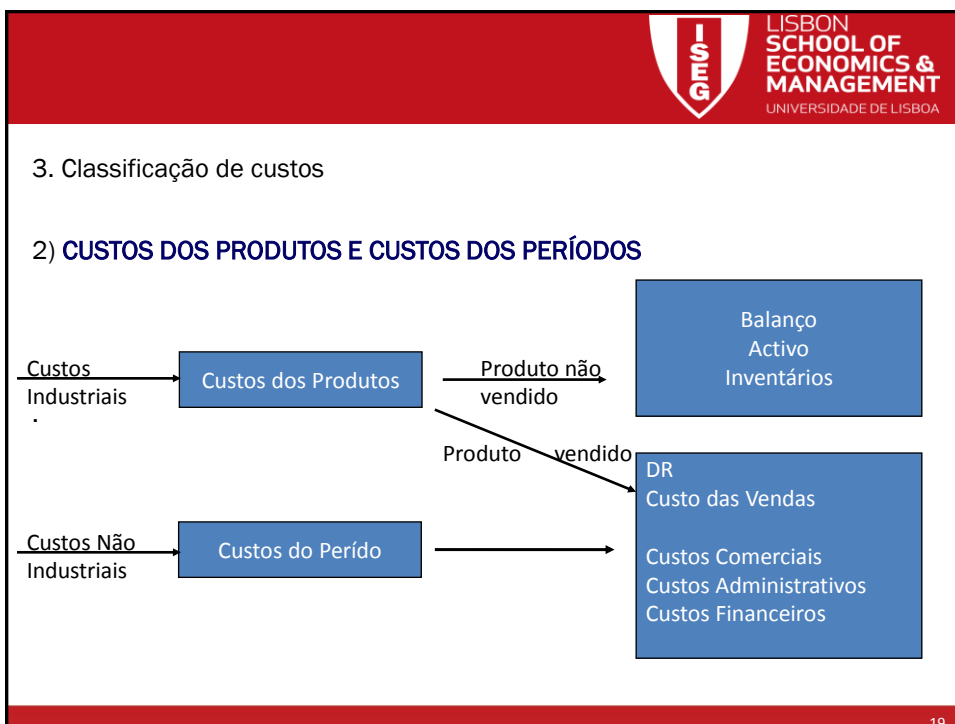 ISEG
LISBON
SCHOOL OF
ECONOMICS &
MANAGEMENT
UNIVERSIDADE DE LISBOA
3. Classificação de custos
2) CUSTOS DOS PRODUTOS E CUSTOS DOS PERÍODOS
Custos
Industriais
.
Custos dos Produtos
Produto não
vendido
Balanço
Activo
Inventários
Produto vendido
DR
Custo das Vendas
Custos Comerciais
Custos Administrativos
Custos Financeiros
Custos Não
Industriais
Custos do Perído
19